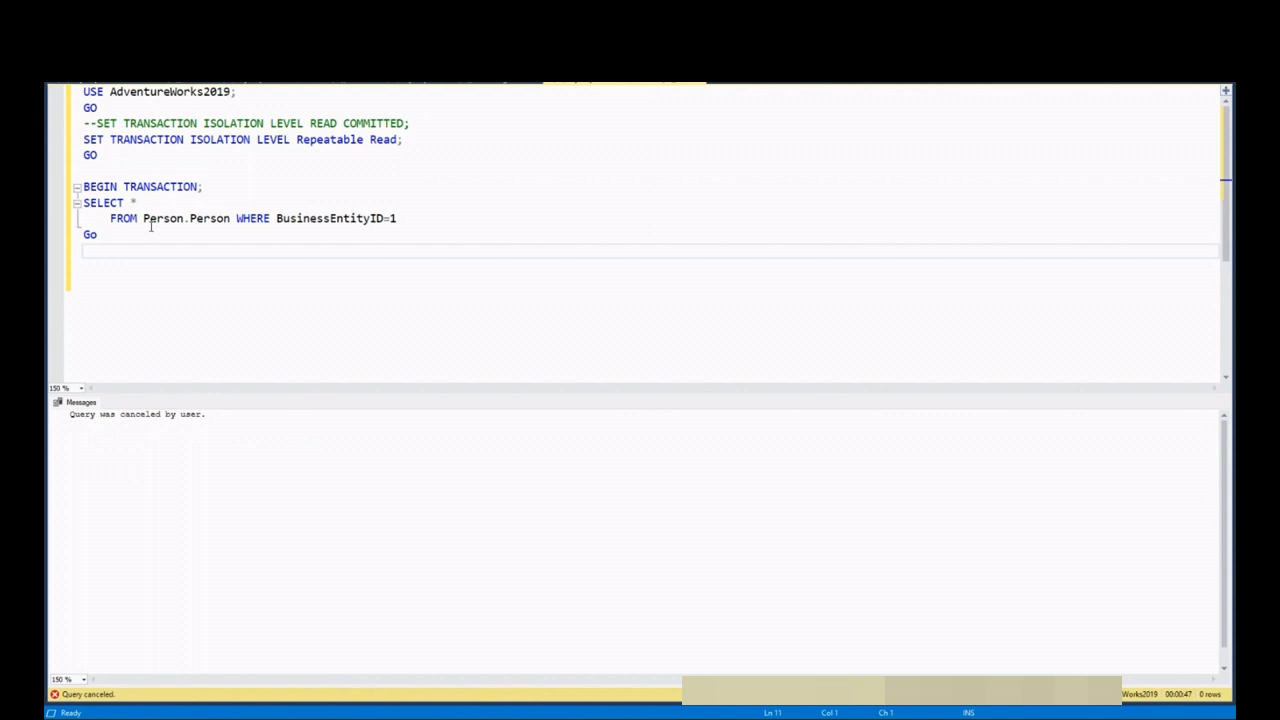 USE AdventureWorks2019;
GO
--SET TRANSACTION ISOLATION LEVEL READ COMMITTED;
SET TRANSACTION ISOLATION LEVEL Repeatable Read;
GO
BEGIN TRANSACTION;
SELECT *
FROM Person.Person WHERE BusinessEntityID=1
Go
150 %
Messages
Query was canceled by user.
150 %
Query canceled. Works2019 00:00:47 0 rows
Ready Ln 11 Col 1 Ch 1 INS